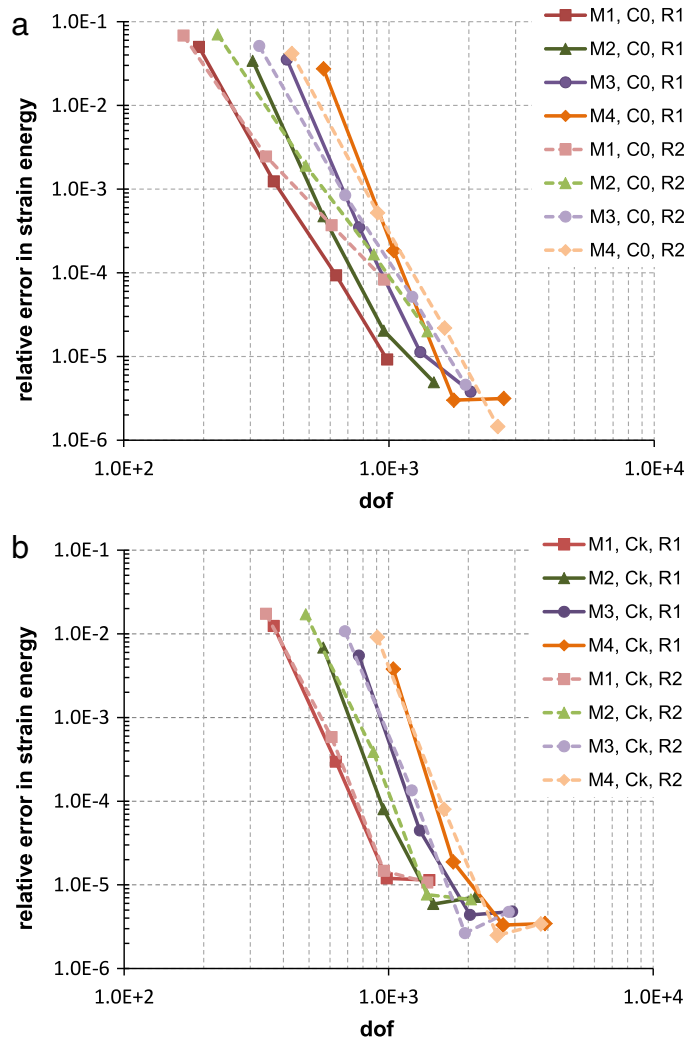 a
1.0E-1
1.0E-2
1.0E-3
1.0E-4
1.0E-5
1.0E-6
1.0E+2
1.0E+3
1.0E+4
relative error in strain energy
dof
M1, C0, R1
M2, C0, R1
M3, C0, R1
M4, C0, R1
M1, C0, R2
M2, C0, R2
M3, C0, R2
M4, C0, R2
b
1.0E-1
1.0E-2
1.0E-3
1.0E-4
1.0E-5
1.0E-6
1.0E+2
1.0E+3
1.0E+4
relative error in strain energy
dof
M1, Ck, R1
M2, Ck, R1
M3, Ck, R1
M4, Ck, R1
M1, Ck, R2
M2, Ck, R2
M3, Ck, R2
M4, Ck, R2